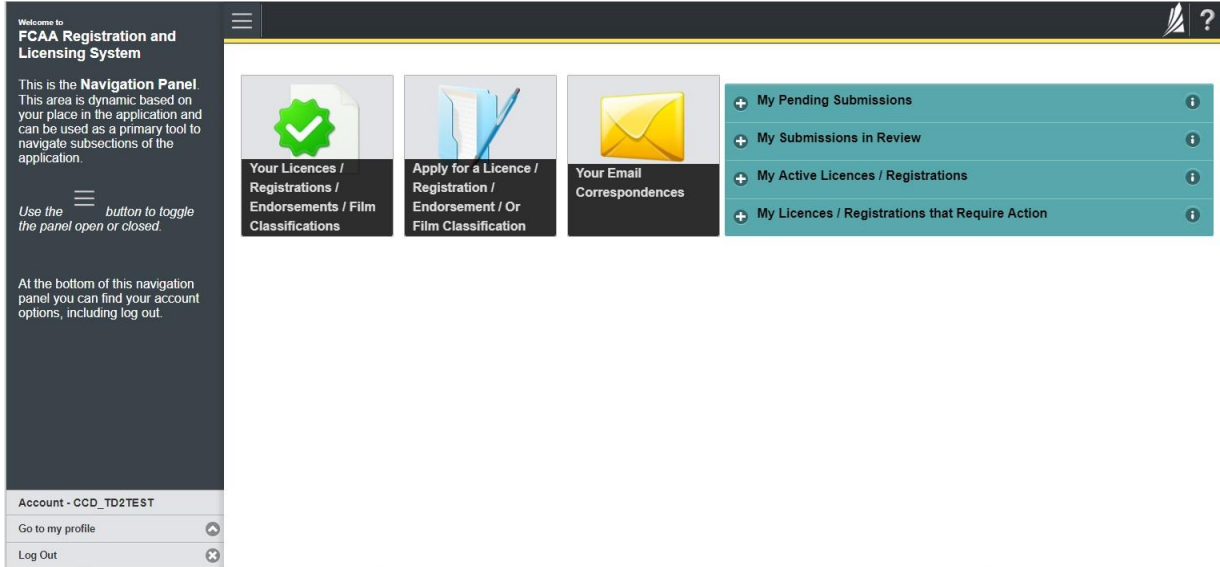 Welcome to
FCAA Registration and
Licensing System
This is the Navigation Panel.
This area is dynamic based on
your place in the application and
can be used as a primary tool to
navigate subsections of the
application.
Use the button to toggle
the panel open or closed.
At the bottom of this navigation
panel you can find your account
options, including log out.
Account - CCD_TD2TEST
Go to my profile
Log Out
?
Your Licences /
Registrations /
Endorsements / Film
Classifications
Apply for a Licence /
Registration /
Endorsement / Or
Film Classification
Your Email
Correspondences
My Pending Submissions
My Submissions in Review
My Active Licences / Registrations
My Licences / Registrations that Require Action